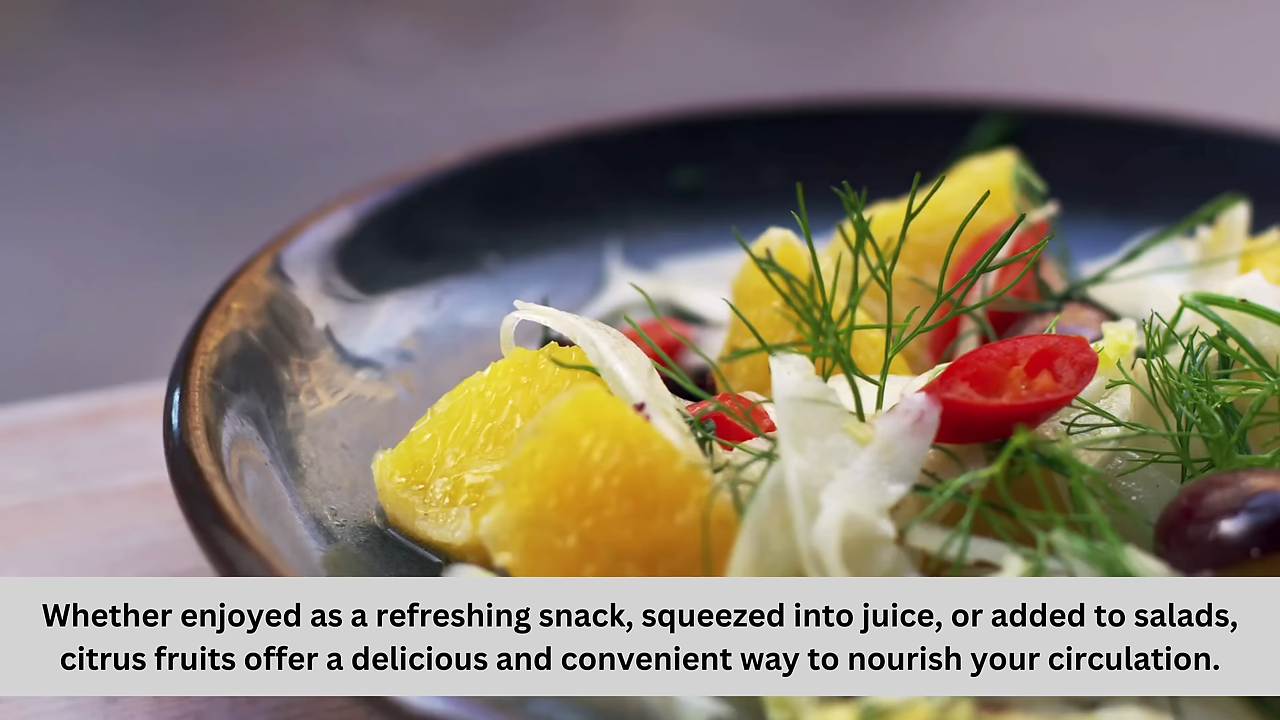 Whether enjoyed as a refreshing snack, squeezed into juice, or added to salads,
citrus fruits offer a delicious and convenient way to nourish your circulation.